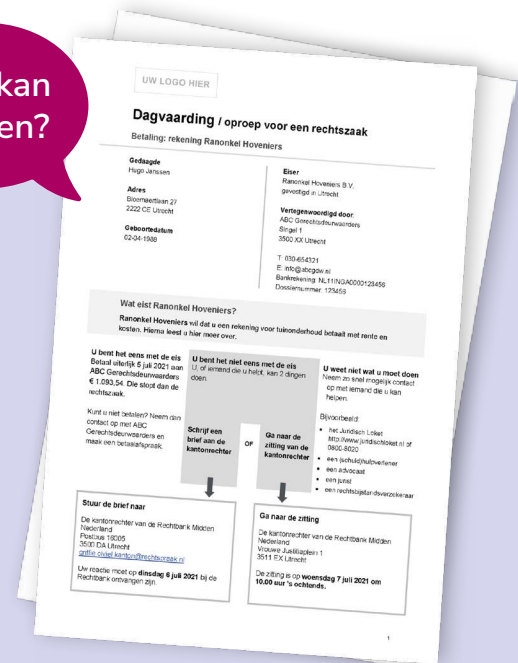 kan
en?
UW LOGO HIER
Dagvaarding / oproep voor een rechtszaak
Betaling: rekening Ranonkel Hoveniers
Gedaagde
Hugo Janssen
Adres
Bloemaertlaan 27
2222 CE Utrecht
Geboortedatum
02-04-1988
Eiser
Ranonkel Hoveniers B.V.
gevestigd in Utrecht
Vertegenwoordigd door:
ABC Gerechtsdeurwaarders
Singel 1
3500 XX Utrecht
T: 030-654321
E: info@abcgdw.nl
Bankrekening: NL11INGA0000123456
Dossiernummer: 123456
Wat eist Ranonkel Hoveniers?
Ranonkel Hoveniers wil dat u een rekening voor tuinonderhoud betaalt met rente en
kosten. Hierna leest u hier meer over.
U bent het eens met de eis
Betaal uiterlijk 6 juli 2021 aan
ABC Gerechtsdeurwaarders
€ 1.093,54. Die stopt dan de
rechtszaak.
Kunt u niet betalen? Neem dan
contact op met ABC
Gerechtsdeurwaarders en
maak een betaalafspraak.
U bent het niet eens met de eis
U, of iemand die u helpt, kan 2 dingen
doen.
Schrijf een
brief aan de
kantonrechter
OF
Ga naar de
zitting van de
kantonrechter
U weet niet wat u moet doen
Neem zo snel mogelijk contact
op met iemand die u kan
helpen.
Bijvoorbeeld:
• het Juridisch Loket
http://www.juridischloket.nl of
0800-8020
• een (schuld)hulpverlener
• een advocaat
• een jurist
• een rechtsbijstandsverzekeraar
Stuur de brief naar
De kantonrechter van de Rechtbank Midden
Nederland
Postbus 16005
3500 DA Utrecht
griffie.civiel.kanton@rechtspraak.nl
Uw reactie moet op dinsdag 6 juli 2021 bij de
Rechtbank ontvangen zijn.
Ga naar de zitting
De kantonrechter van de Rechtbank Midden
Nederland
Vrouwe Justitiaplein 1
3511 EX Utrecht
De zitting is op woensdag 7 juli 2021 om
10.00 uur 's ochtends.
1